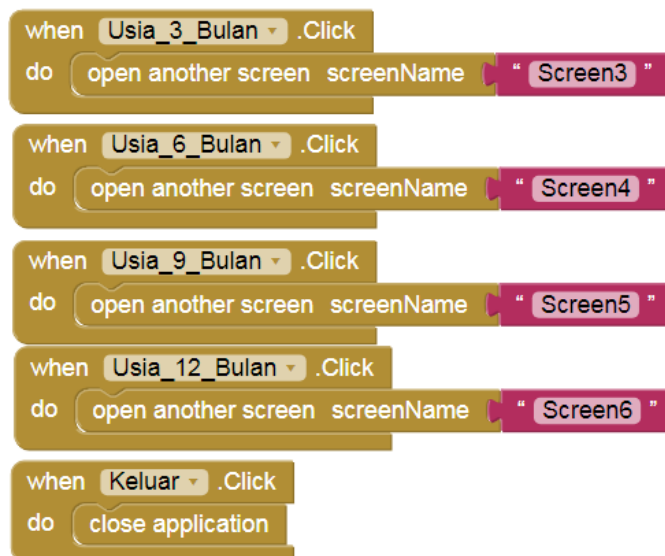 when Usia_3_Bulan .Click
do open another screen screenName " Screen3 "
when Usia_6_Bulan .Click
do open another screen screenName " Screen4 "
when Usia_9_Bulan .Click
do open another screen screenName " Screen5 "
when Usia_12_Bulan .Click
do open another screen screenName " Screen6 "
when Keluar .Click
do close application